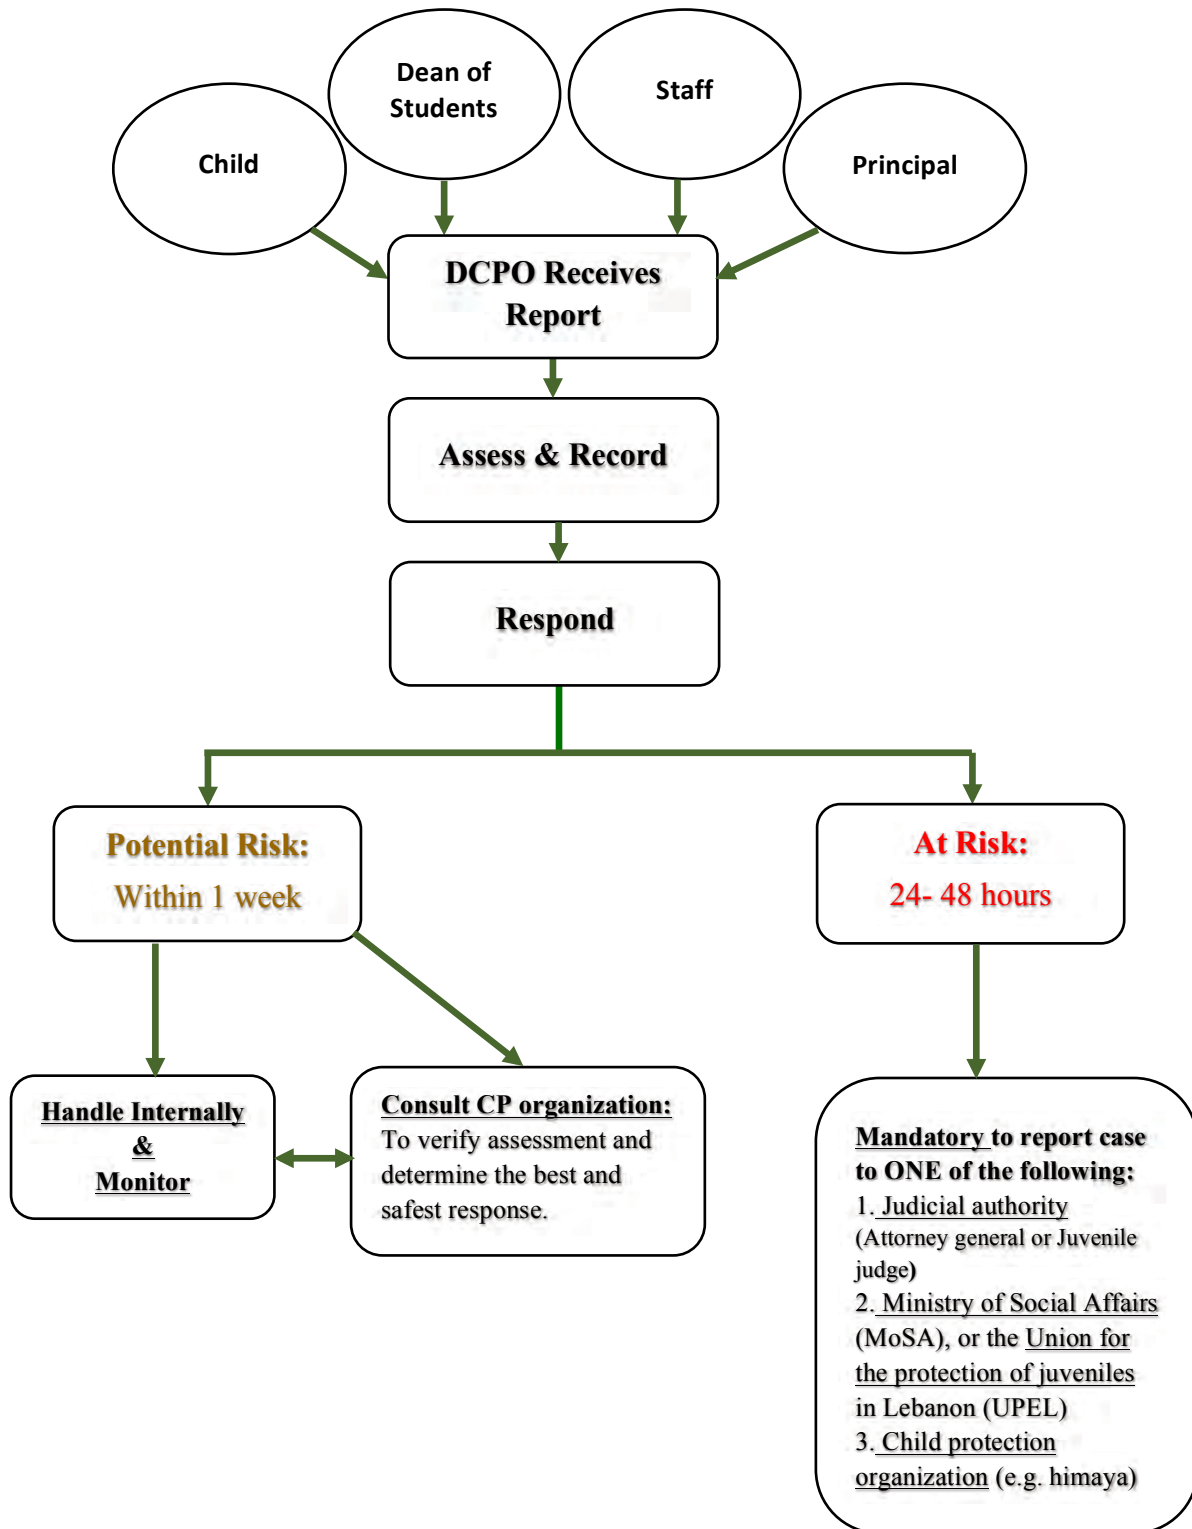 Child
Dean of
Students
Staff
Principal
DCPO Receives
Report
Assess & Record
Respond
Potential Risk:
Within 1 week
At Risk:
24- 48 hours
Handle Internally
&
Monitor
Consult CP organization:
To verify assessment and
determine the best and
safest response.
Mandatory to report case
to ONE of the following:
1. Judicial authority
(Attorney general or Juvenile
judge)
2. Ministry of Social Affairs
(MoSA), or the Union for
the protection of juveniles
in Lebanon (UPEL)
3. Child protection
organization (e.g. himaya)